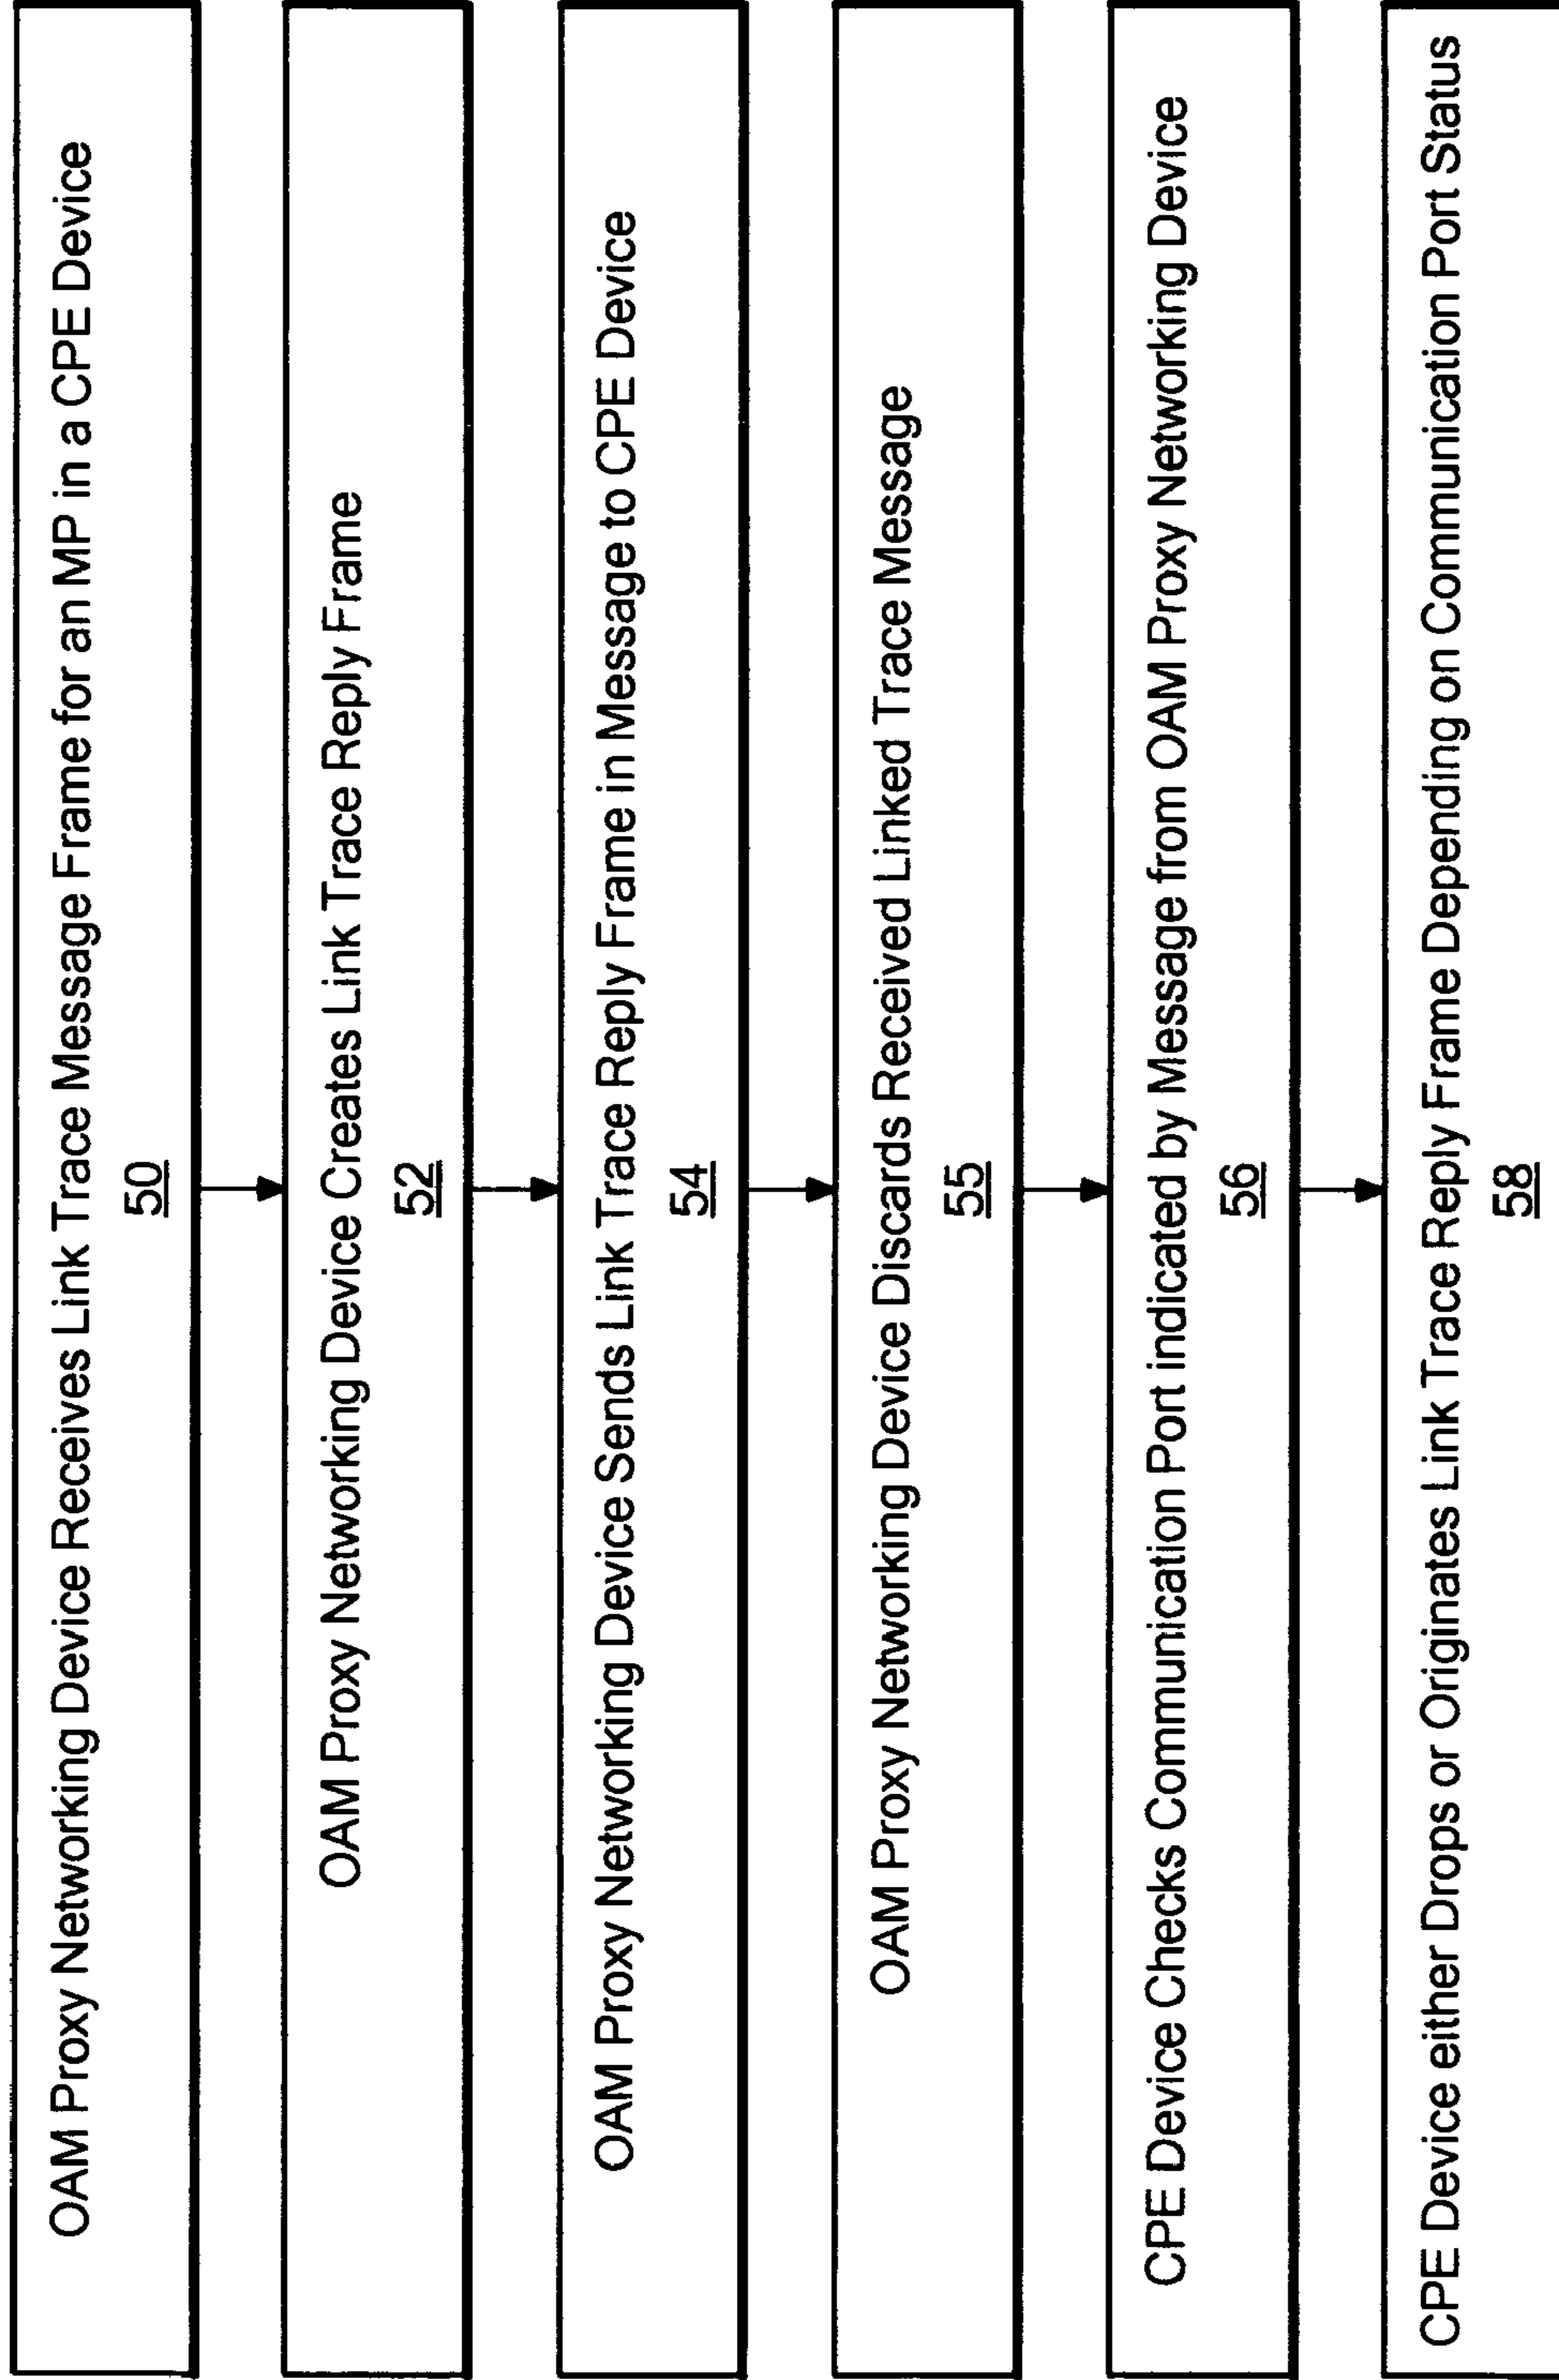 OAM Proxy Networking Device Receives Link Trace Message Frame for an MP in a CPE Device
50
OAM Proxy Networking Device Creates Link Trace Reply Frame
52
OAM Proxy Networking Device Sends Link Trace Reply Frame in Message to CPE Device
54
OAM Proxy Networking Device Discards Received Linked Trace Message
55
CPE Device Checks Communication Port indicated by Message from OAM Proxy Networking Device
56
CPE Device either Drops or Originates Link Trace Reply Frame Depending on Communication Port Status
58